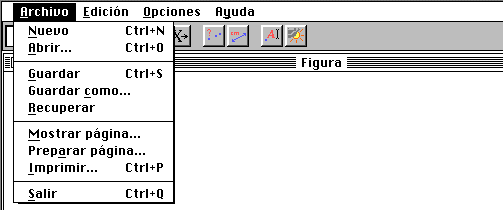 Archivo Edición Opciones Ayuda
Nuevo Ctrl+N
Abrir... Ctrl+O
Guardar Ctrl+S
Guardar como...
Recuperar
Mostrar página...
Preparar página...
Imprimir... Ctrl+P
Salir Ctrl+Q
X
?
A
Figura